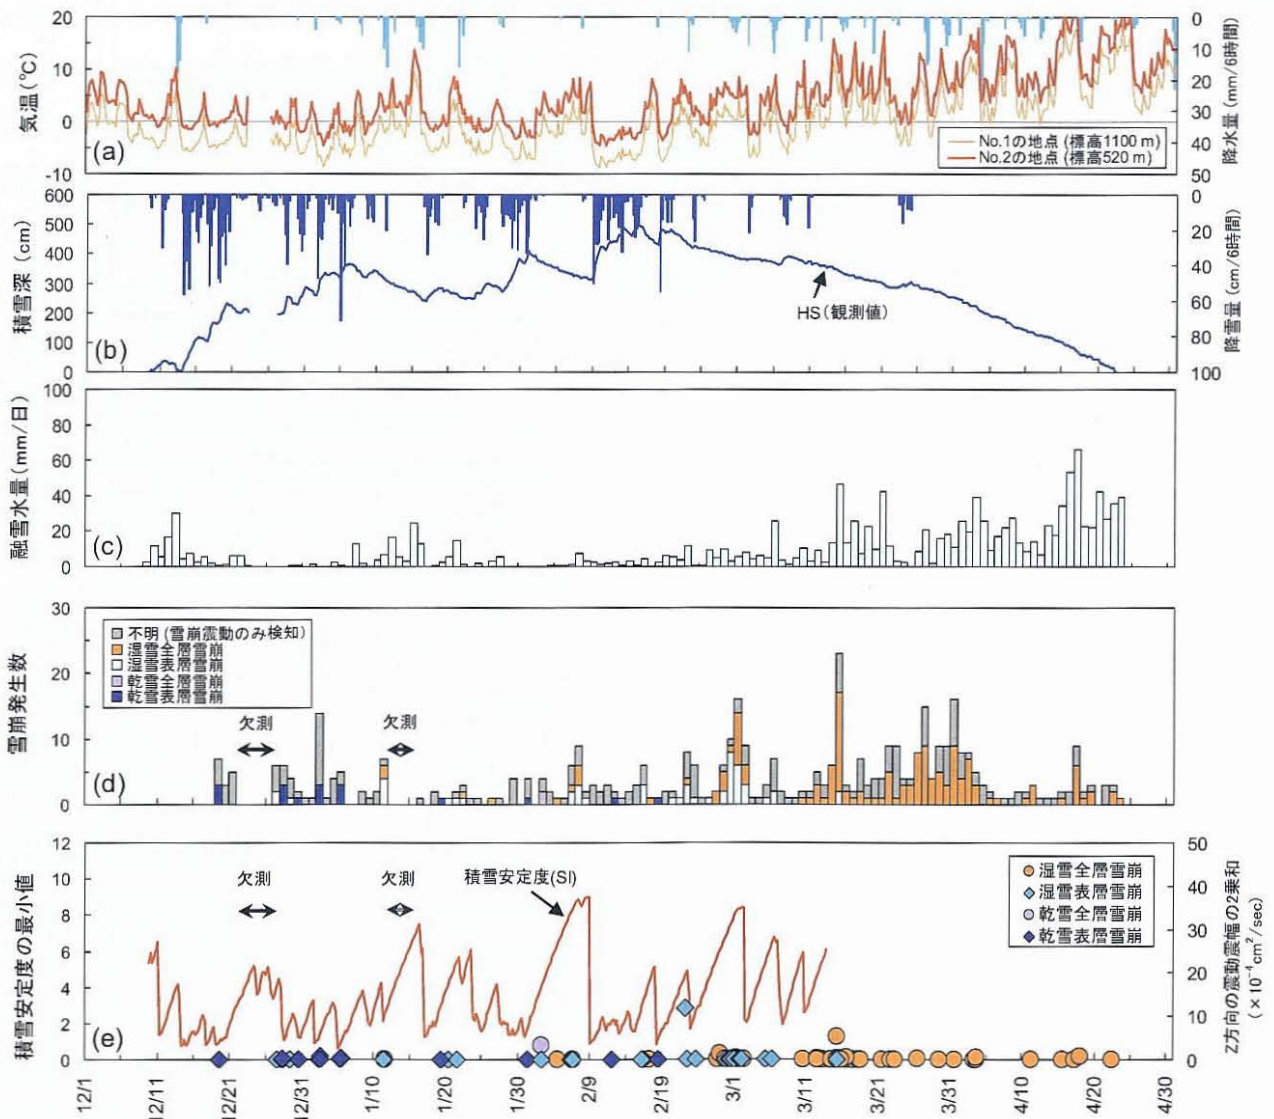 気温(℃)
20
10
0
-10
(a)
No.1の地点(標高1100 m)
No.2の地点(標高520 m)
0
10
20
30
40
50
降水量(mm/6時間)
積雪深(cm)
600
500
400
300
200
100
0
(b)
HS(観測値)
0
20
40
60
80
100
降雪量(cm/6時間)
融雪水量(mm/日)
100
80
60
40
20
0
(c)
雪崩発生数
30
20
10
0
(d)
不明(雪崩震動のみ検知)
湿雪全層雪崩
湿雪表層雪崩
乾雪全層雪崩
乾雪表層雪崩
欠測
欠測
積雪安定度の最小値
12
10
8
6
4
2
0
(e)
欠測
欠測
積雪安定度(SI)
湿雪全層雪崩
湿雪表層雪崩
乾雪全層雪崩
乾雪表層雪崩
50
40
30
20
10
0
Z方向の震動震幅の2乗和
(×10⁻⁴cm²/sec)
12/1
12/11
12/21
12/31
1/10
1/20
1/30
2/9
2/19
3/1
3/11
3/21
3/31
4/10
4/20
4/30